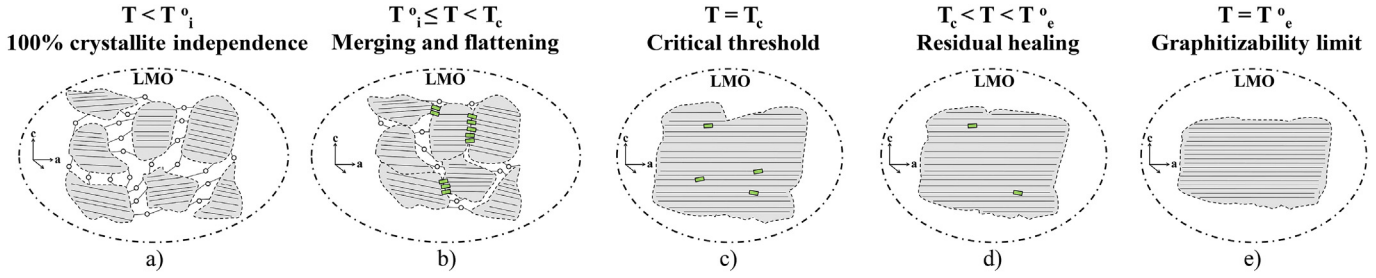 T < T°i
100% crystallite independence
LMO
c
a
a)
T°i ≤ T < Tc
Merging and flattening
LMO
c
a
b)
T = Tc
Critical threshold
LMO
c
a
c)
Tc < T < T°e
Residual healing
LMO
c
a
d)
T = T°e
Graphitizability limit
LMO
c
a
e)